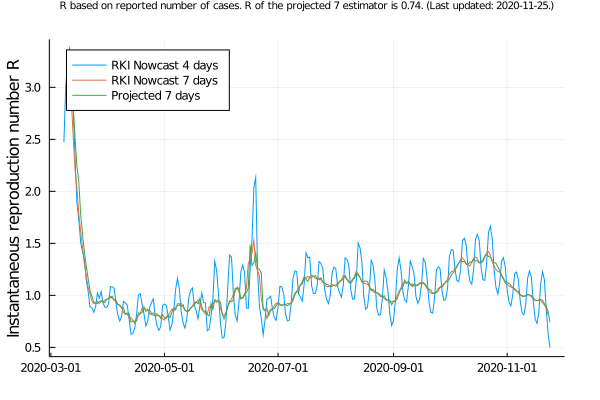 R based on reported number of cases. R of the projected 7 estimator is 0.74. (Last updated: 2020-11-25.)
Instantaneous reproduction number R
RKI Nowcast 4 days
RKI Nowcast 7 days
Projected 7 days
3.0
2.5
2.0
1.5
1.0
0.5
2020-03-01 2020-05-01 2020-07-01 2020-09-01 2020-11-01